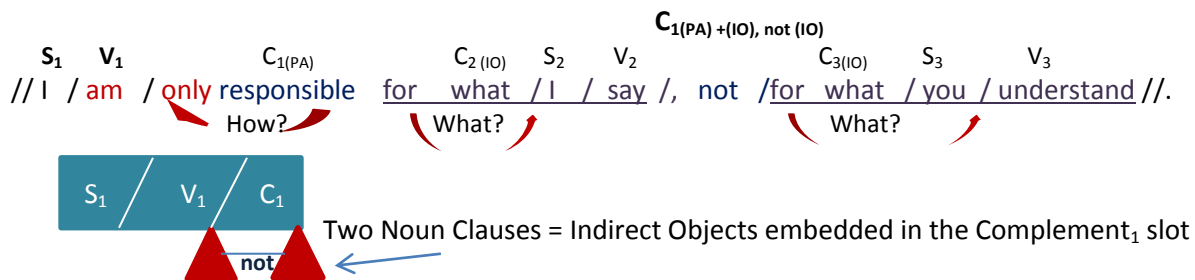 C1(PA) +(IO), not (IO)
S1 V1 C1(PA) C2 (IO) S2 V2 C3(IO) S3 V3
// I / am / only responsible for what / I / say /, not /for what / you / understand //.
How? What? What?
S1 V1 C1
Two Noun Clauses = Indirect Objects embedded in the Complement1 slot
not